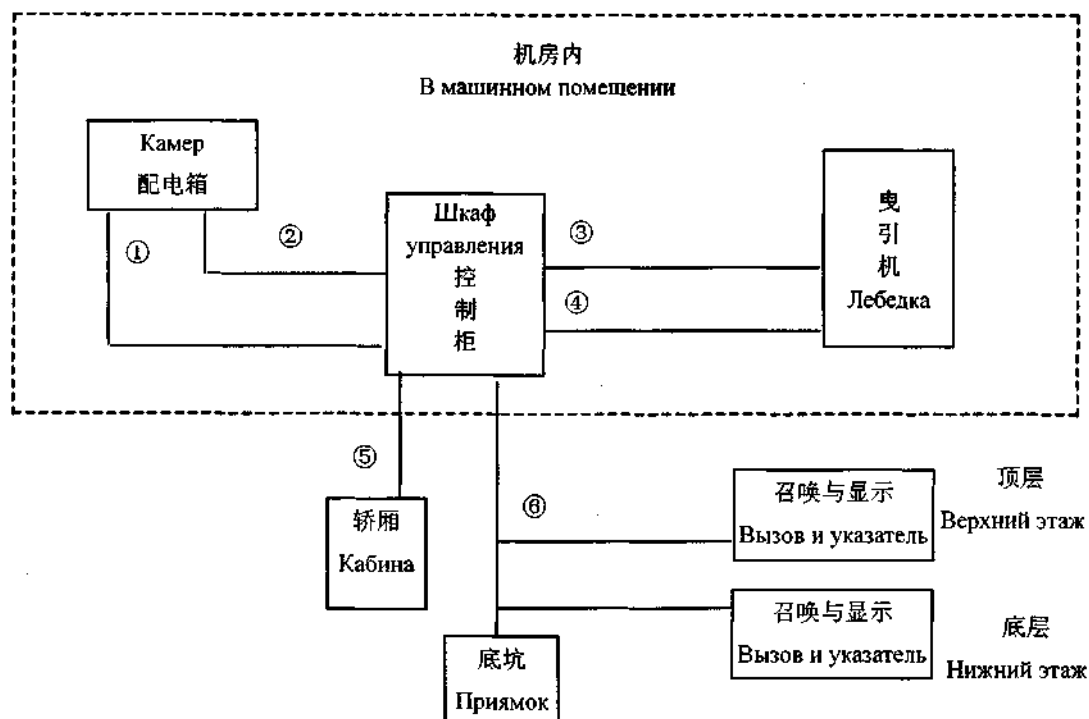 机房内
В машинном помещении
Камер
配电箱
①
②
Шкаф
управления
控
制
柜
③
④
曳
引
机
Лебедка
⑤
轿厢
Кабина
⑥
召唤与显示
Вызов и указатель
顶层
Верхний этаж
召唤与显示
Вызов и указатель
底层
Нижний этаж
底坑
Приямок